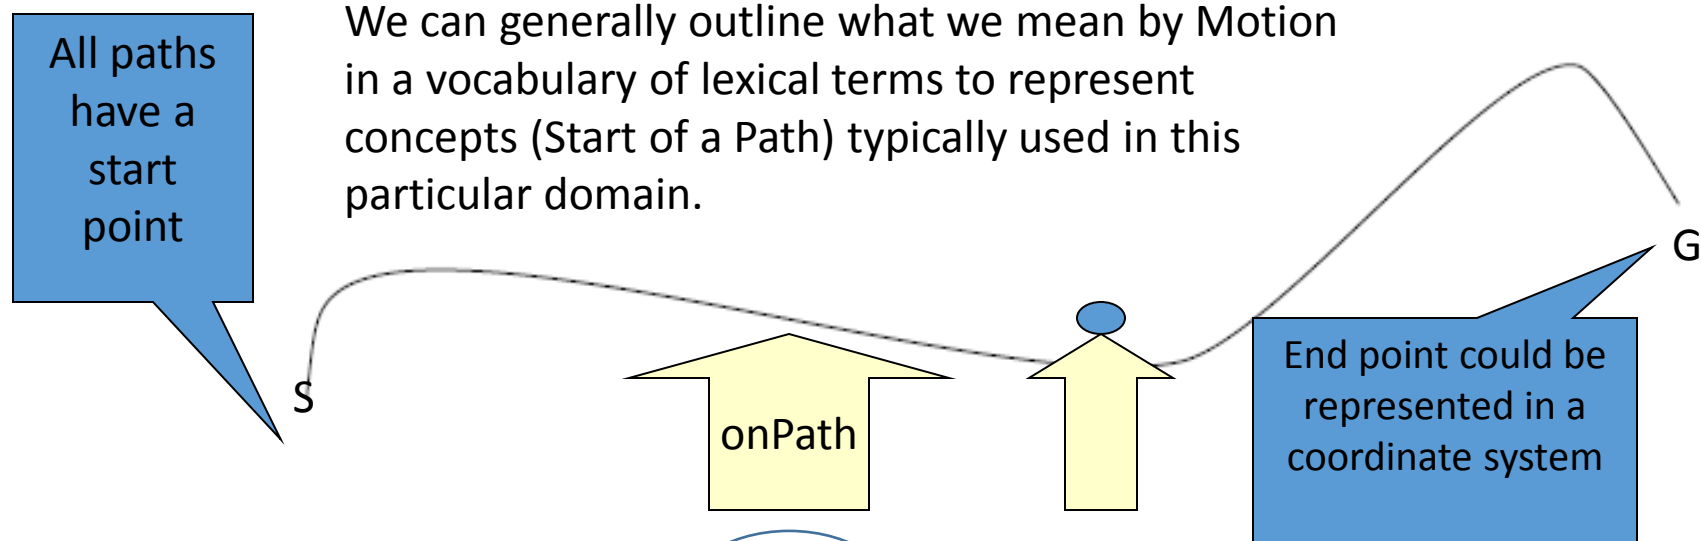 All paths
have a
start
point
We can generally outline what we mean by Motion
in a vocabulary of lexical terms to represent
concepts (Start of a Path) typically used in this
particular domain.
S
onPath
G
End point could be
represented in a
coordinate system